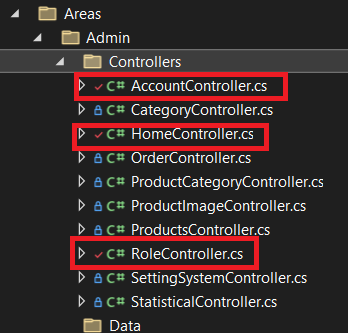 Areas
Admin
Controllers
C# AccountController.cs
C# CategoryController.cs
C# HomeController.cs
C# OrderController.cs
C# ProductCategoryController.cs
C# ProductImageController.cs
C# ProductsController.cs
C# RoleController.cs
C# SettingSystemController.cs
C# StatisticalController.cs
Data